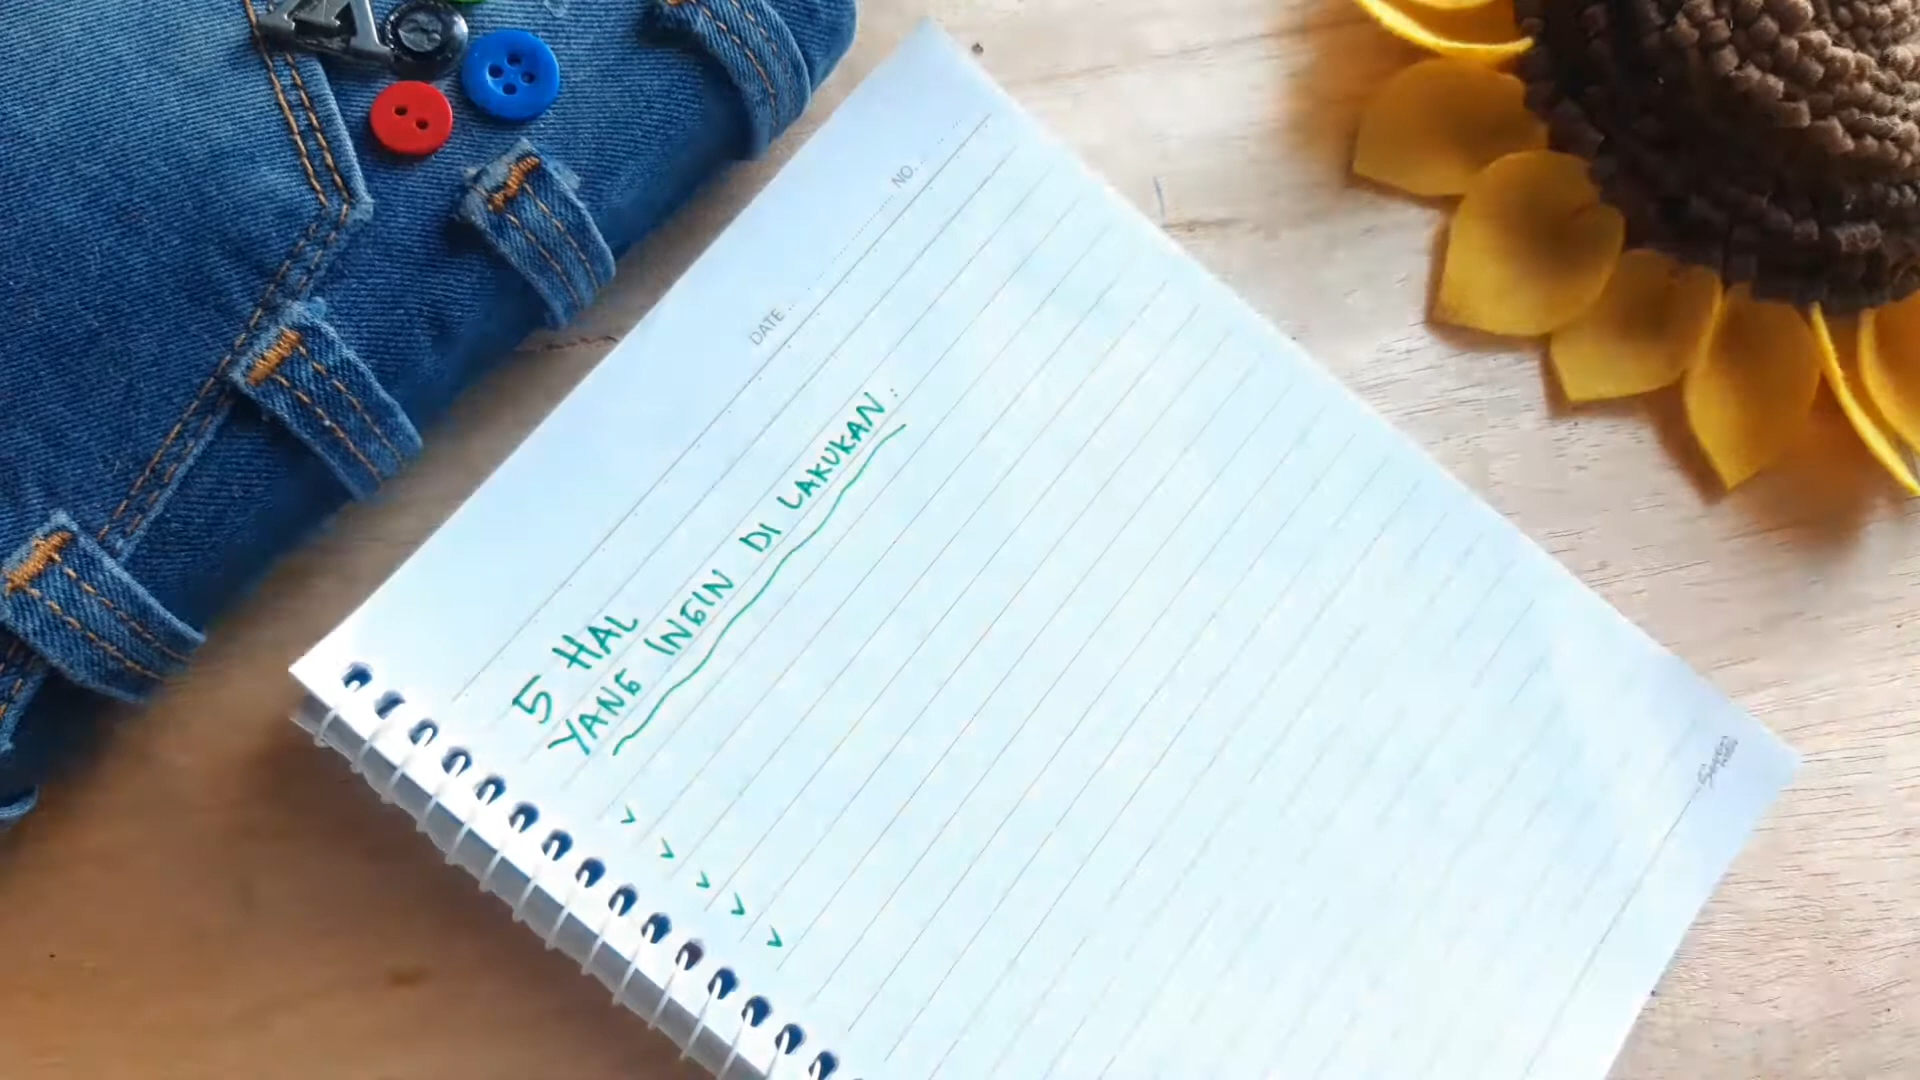 NO.
DATE
5 HAL
YANG INGIN DI LAKUKAN :